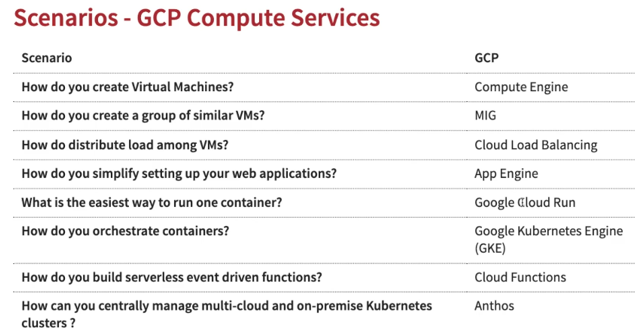 Scenarios - GCP Compute Services
Scenario GCP
How do you create Virtual Machines? Compute Engine
How do you create a group of similar VMs? MIG
How do distribute load among VMs? Cloud Load Balancing
How do you simplify setting up your web applications? App Engine
What is the easiest way to run one container? Google Cloud Run
How do you orchestrate containers? Google Kubernetes Engine
(GKE)
How do you build serverless event driven functions? Cloud Functions
How can you centrally manage multi-cloud and on-premise Kubernetes Anthos
clusters ?